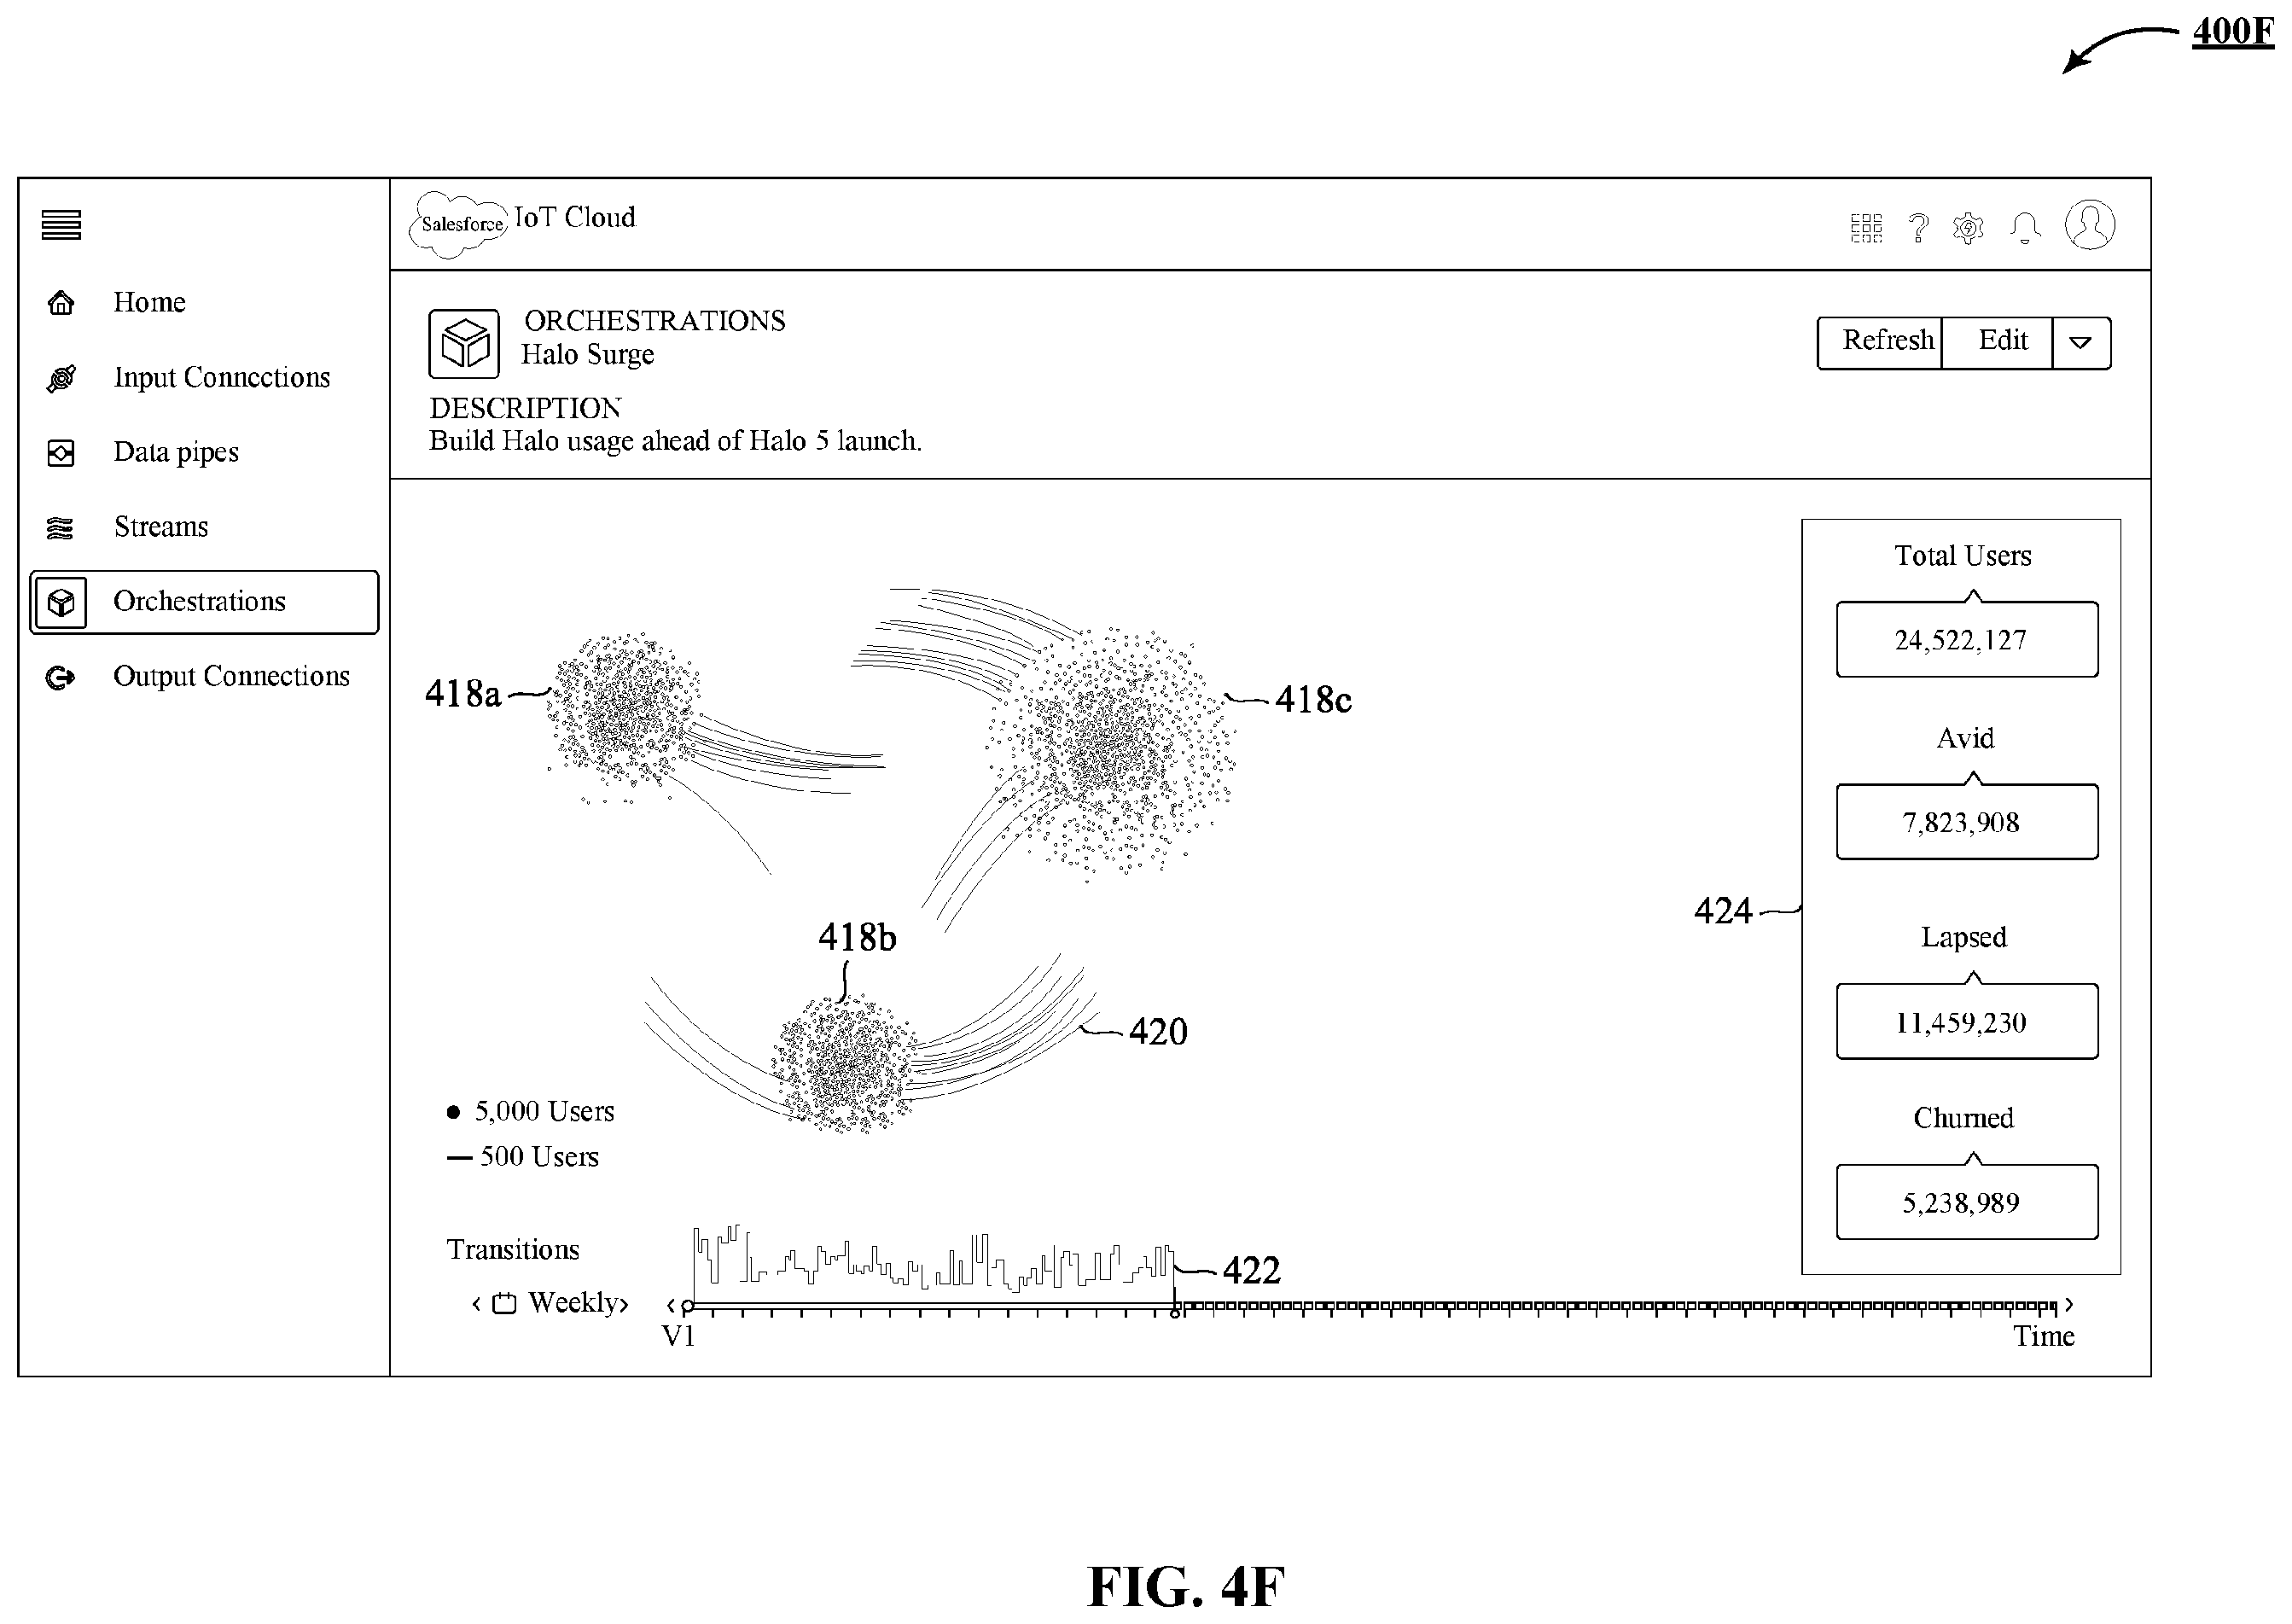 400F
Salesforce IoT Cloud
Home
Input Connections
Data pipes
Streams
Orchestrations
Output Connections
ORCHESTRATIONS
Halo Surge
Refresh Edit
DESCRIPTION
Build Halo usage ahead of Halo 5 launch.
418a
418c
418b
420
424
Total Users
24,522,127
Avid
7,823,908
Lapsed
11,459,230
Churned
5,238,989
5,000 Users
500 Users
Transitions
422
< Weekly>
V1
Time
FIG. 4F